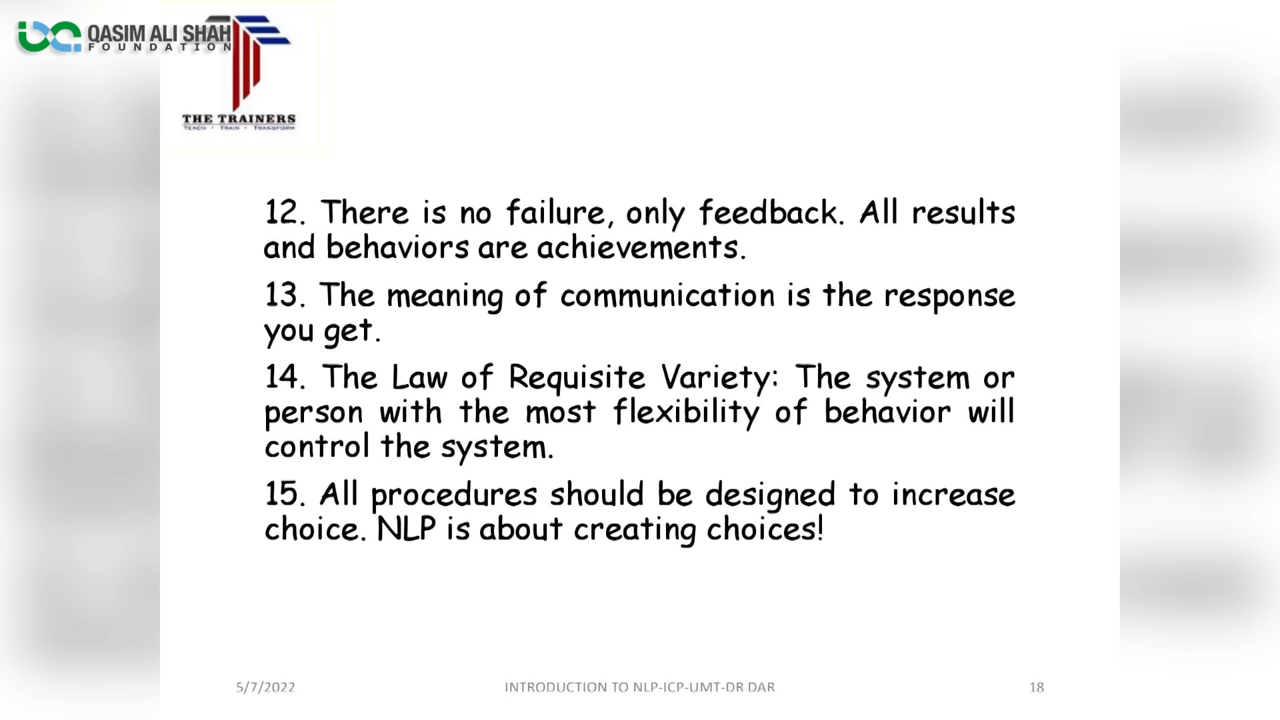 QASIM ALI SHAH
FOUNDATION
THE TRAINERS
TEACH • TRAIN • TRANSFORM
12. There is no failure, only feedback. All results
and behaviors are achievements.
13. The meaning of communication is the response
you get.
14. The Law of Requisite Variety: The system or
person with the most flexibility of behavior will
control the system.
15. All procedures should be designed to increase
choice. NLP is about creating choices!
5/7/2022
INTRODUCTION TO NLP-ICP-UMT-DR DAR
18